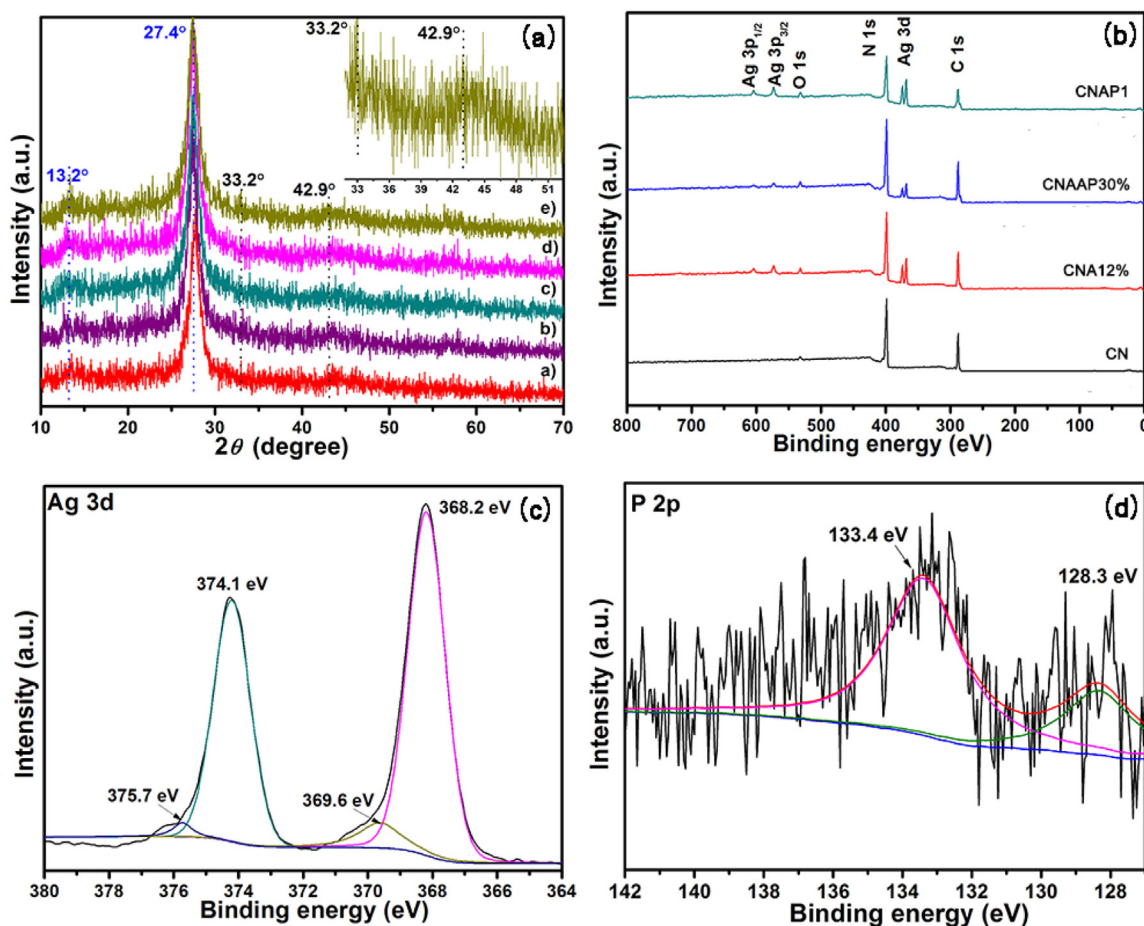 (a)
27.4°
33.2°
42.9°
33 36 39 42 45 48 51
13.2°
33.2°
42.9°
e)
d)
c)
b)
a)
Intensity (a.u.)
10 20 30 40 50 60 70
2θ (degree)
(b)
Ag 3p1/2
Ag 3p3/2
O 1s
N 1s
Ag 3d
C 1s
CNAP1
CNAAP30%
CNA12%
CN
Intensity (a.u.)
800 700 600 500 400 300 200 100 0
Binding energy (eV)
Ag 3d
(c)
368.2 eV
374.1 eV
375.7 eV
369.6 eV
Intensity (a.u.)
380 378 376 374 372 370 368 366 364
Binding energy (eV)
P 2p
(d)
133.4 eV
128.3 eV
Intensity (a.u.)
142 140 138 136 134 132 130 128
Binding energy (eV)